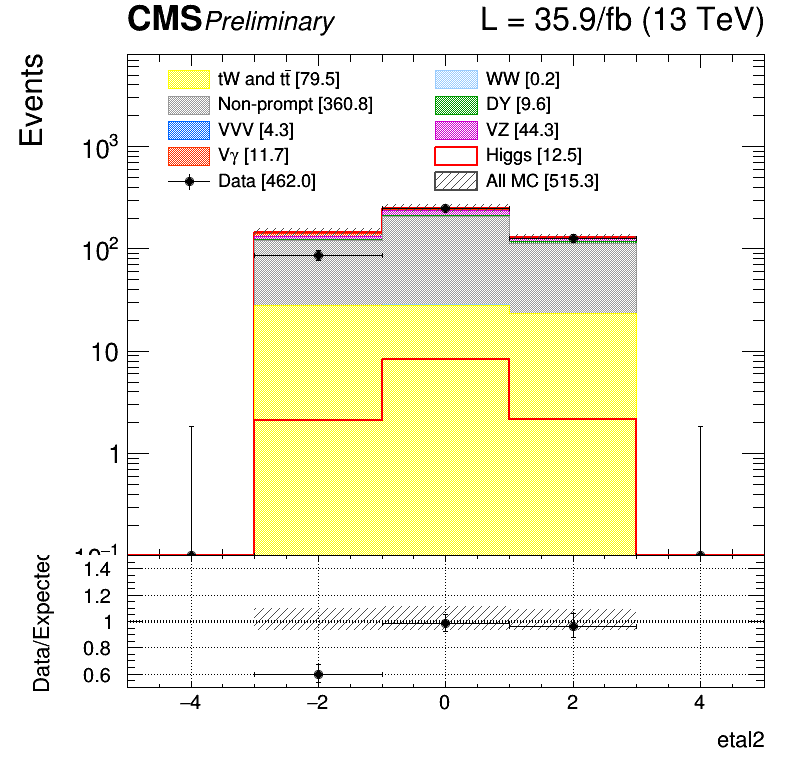 CMS Preliminary L = 35.9/fb (13 TeV)
Events
tW and tt̄ [79.5] WW [0.2]
Non-prompt [360.8] DY [9.6]
VVV [4.3] VZ [44.3]
Vγ [11.7] Higgs [12.5]
Data [462.0] All MC [515.3]
10³
10²
10
1
Data/Expected
1.4
1.2
1
0.8
0.6
−4 −2 0 2 4
etal2